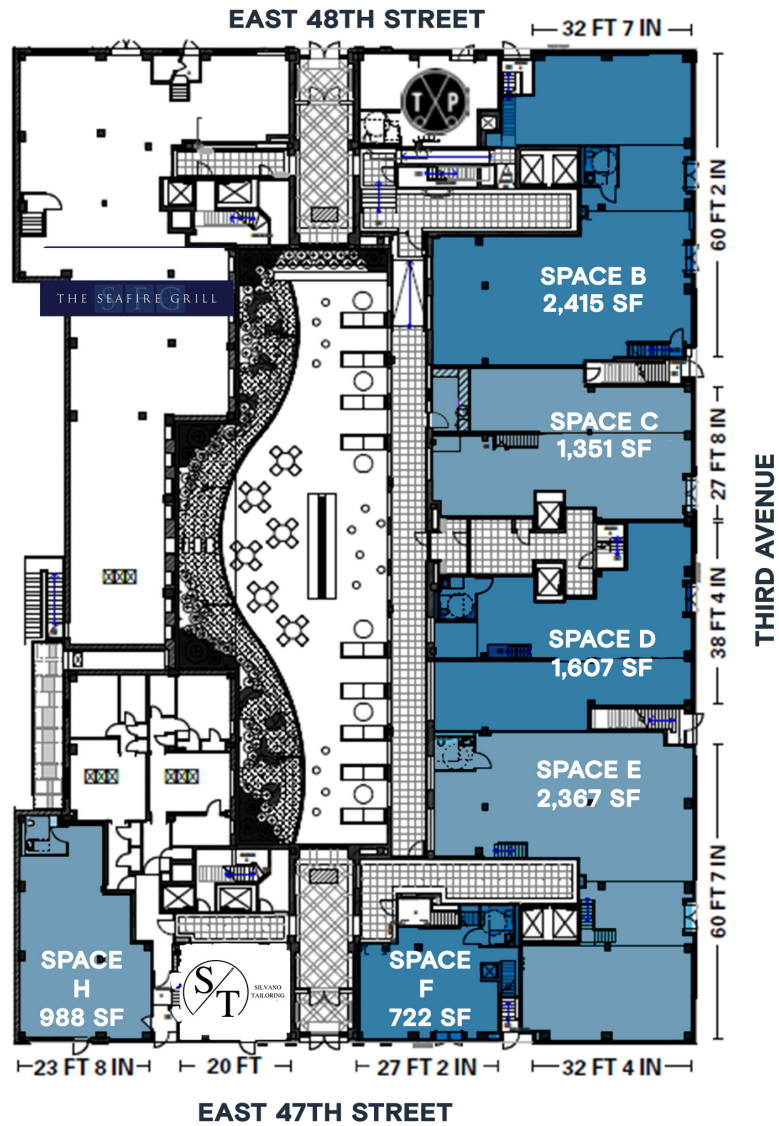 EAST 48TH STREET
32 FT 7 IN
T P
60 FT 2 IN
SPACE B
2,415 SF
THE SEAFIRE GRILL
SFG
SPACE C
1,351 SF
27 FT 8 IN
THIRD AVENUE
38 FT 4 IN
SPACE D
1,607 SF
SPACE E
2,367 SF
60 FT 7 IN
SPACE
H
988 SF
S/T
SILVANO
TAILORING
SPACE
F
722 SF
23 FT 8 IN
20 FT
27 FT 2 IN
32 FT 4 IN
EAST 47TH STREET